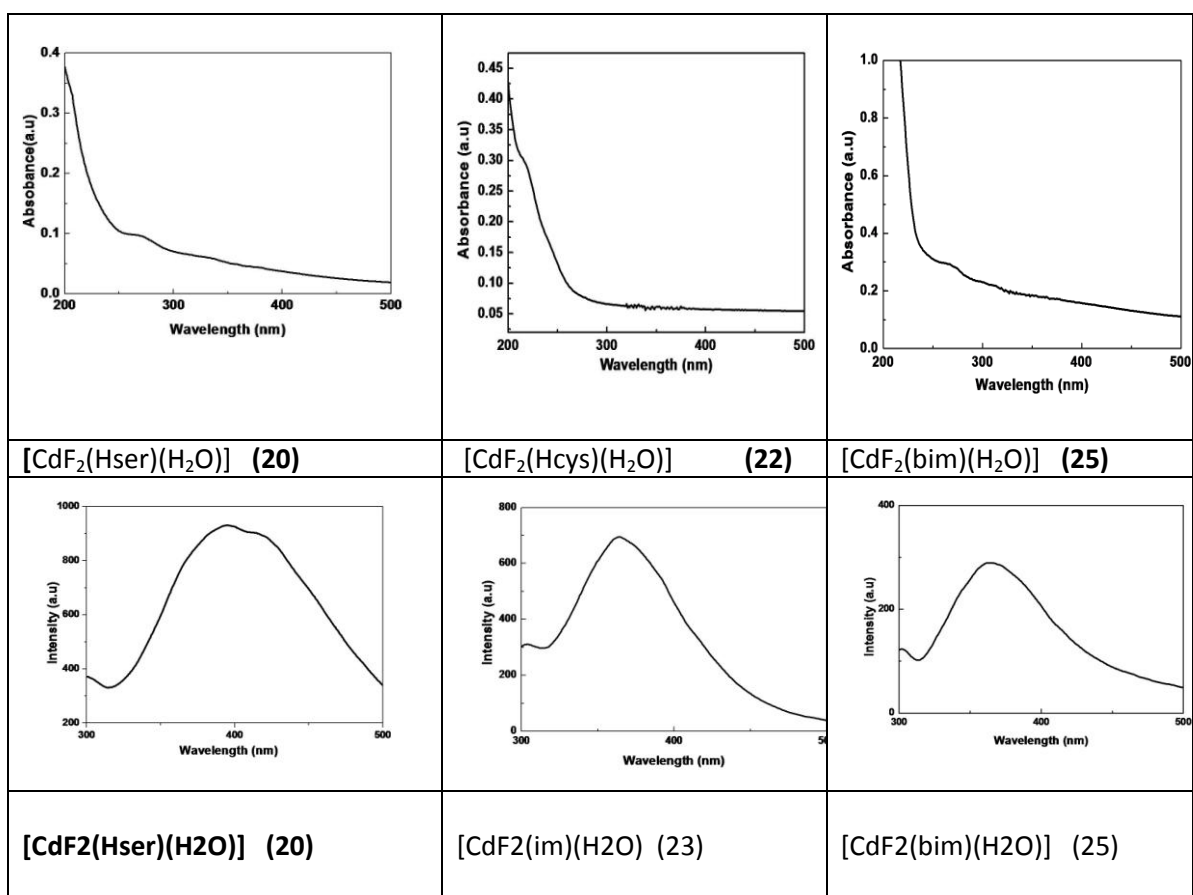 0.4
0.3
0.2
0.1
0.0
Absobance(a.u)
200 300 400 500
Wavelength (nm)
0.45
0.40
0.35
0.30
0.25
0.20
0.15
0.10
0.05
Absorbance (a.u)
200 300 400 500
Wavelength (nm)
1.0
0.8
0.6
0.4
0.2
0.0
Absorbance (a.u)
200 300 400 500
Wavelength (nm)
[CdF₂(Hser)(H₂O)] (20)
[CdF₂(Hcys)(H₂O)] (22)
[CdF₂(bim)(H₂O)] (25)
1000
800
600
400
200
Intensity (a.u)
300 400 500
Wavelength (nm)
800
600
400
200
0
Intensity (a.u)
300 400 50
Wavelength (nm)
400
200
0
Intensity (a.u)
300 400 500
Wavelength (nm)
[CdF2(Hser)(H2O)] (20)
[CdF2(im)(H2O) (23)
[CdF2(bim)(H2O)] (25)